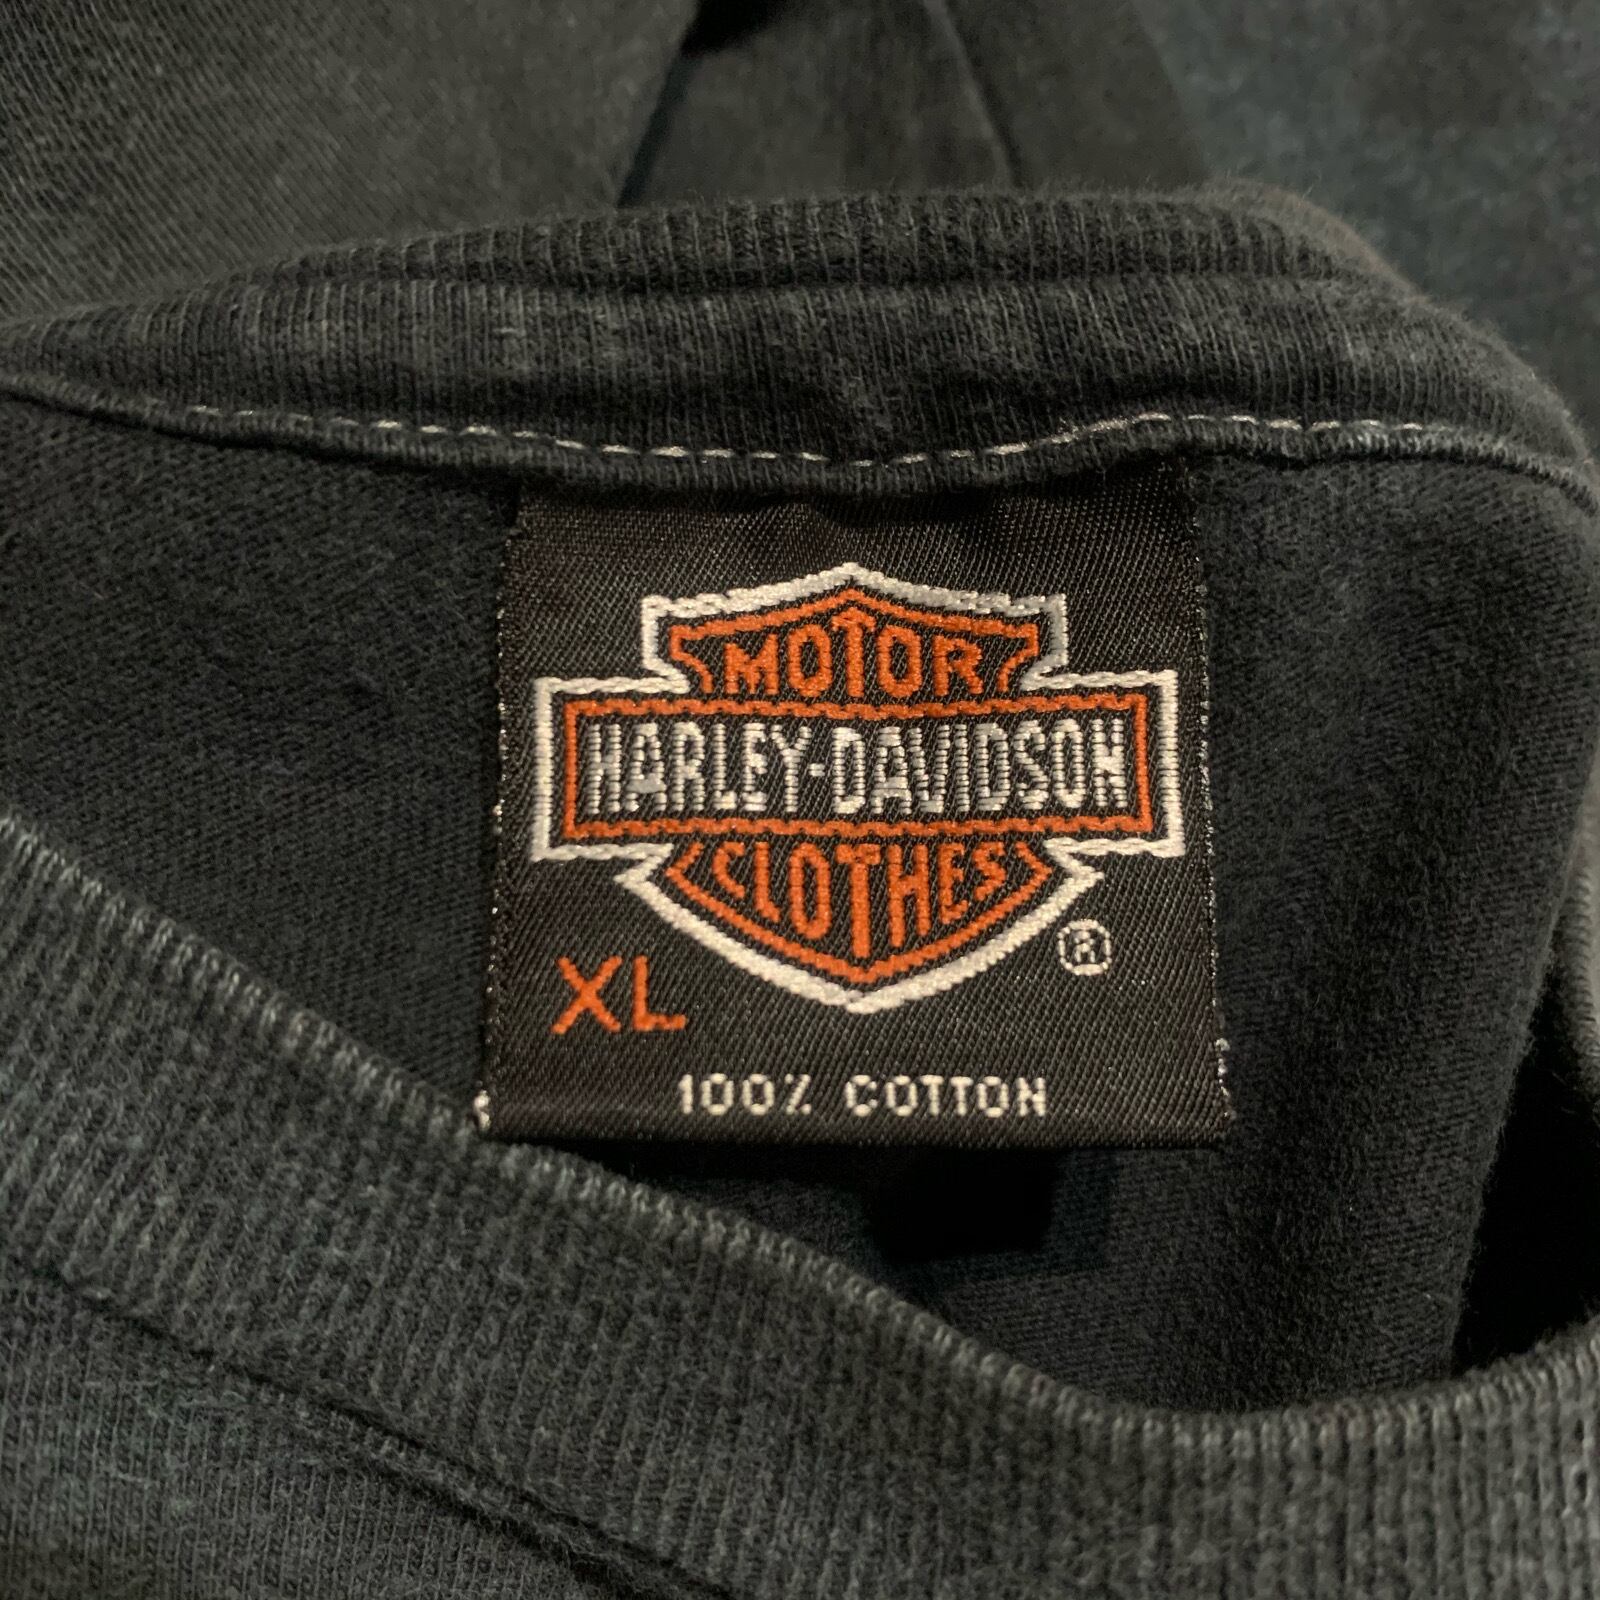 MOTOR
HARLEY-DAVIDSON
CLOTHES
®
XL
100% COTTON